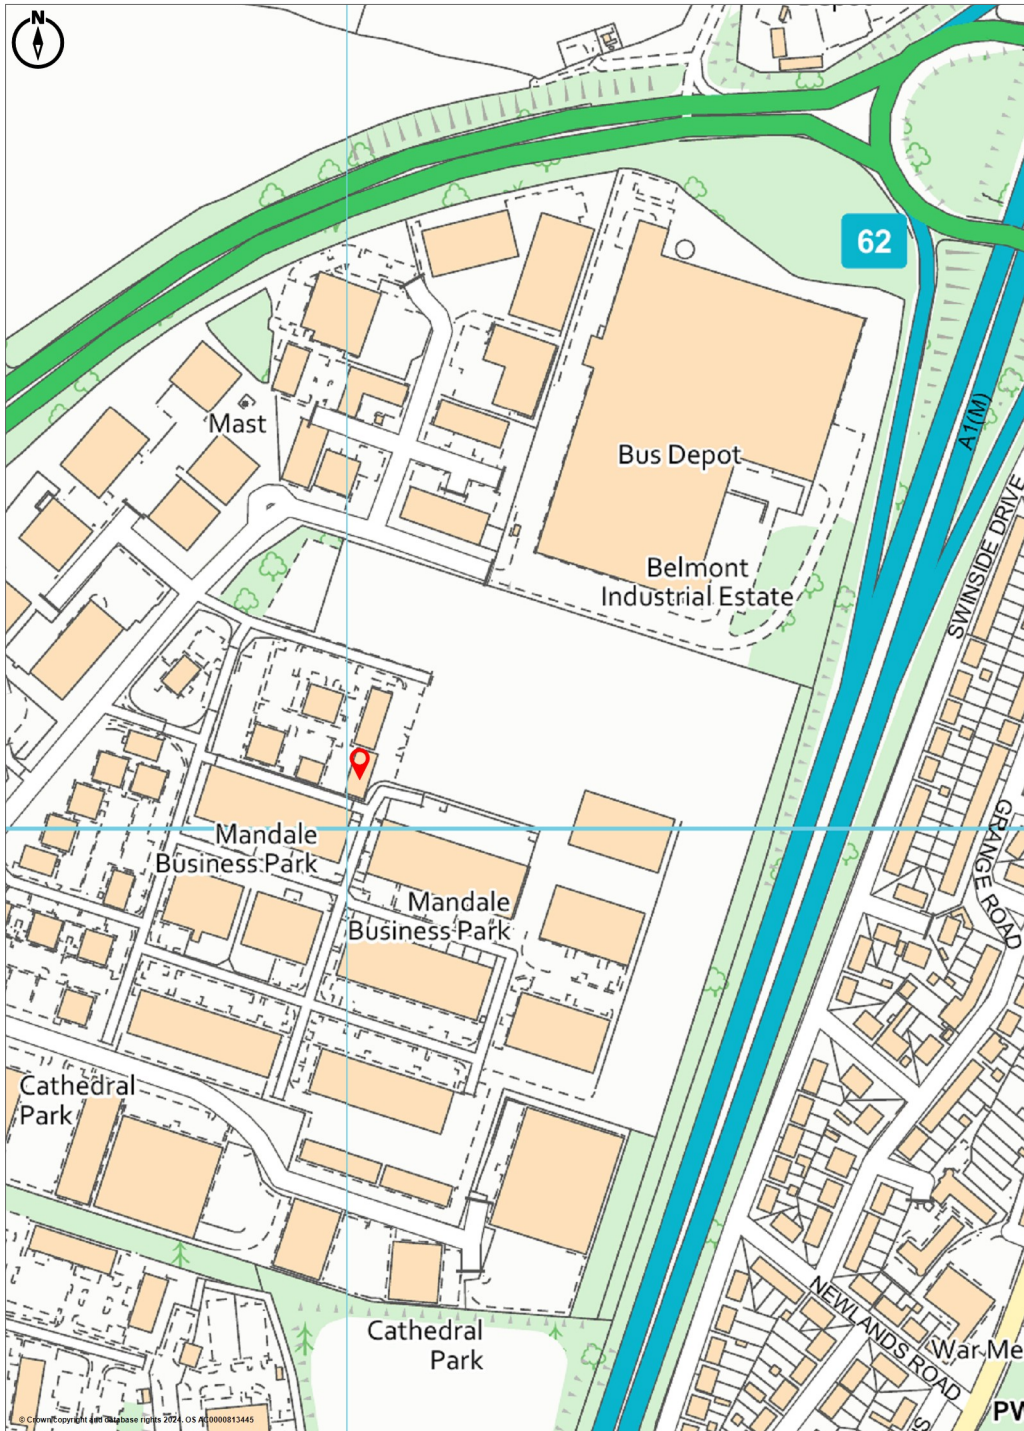 N
62
A1(M)
Mast
Bus Depot
SWINSIDE DRIVE
Belmont
Industrial Estate
Mandale
Business Park
GRANGE ROAD
Mandale
Business Park
Cathedral
Park
Cathedral
Park
NEWLANDS ROAD
War Me
PW
© Crown copyright and database rights 2024. OS AC0000813445